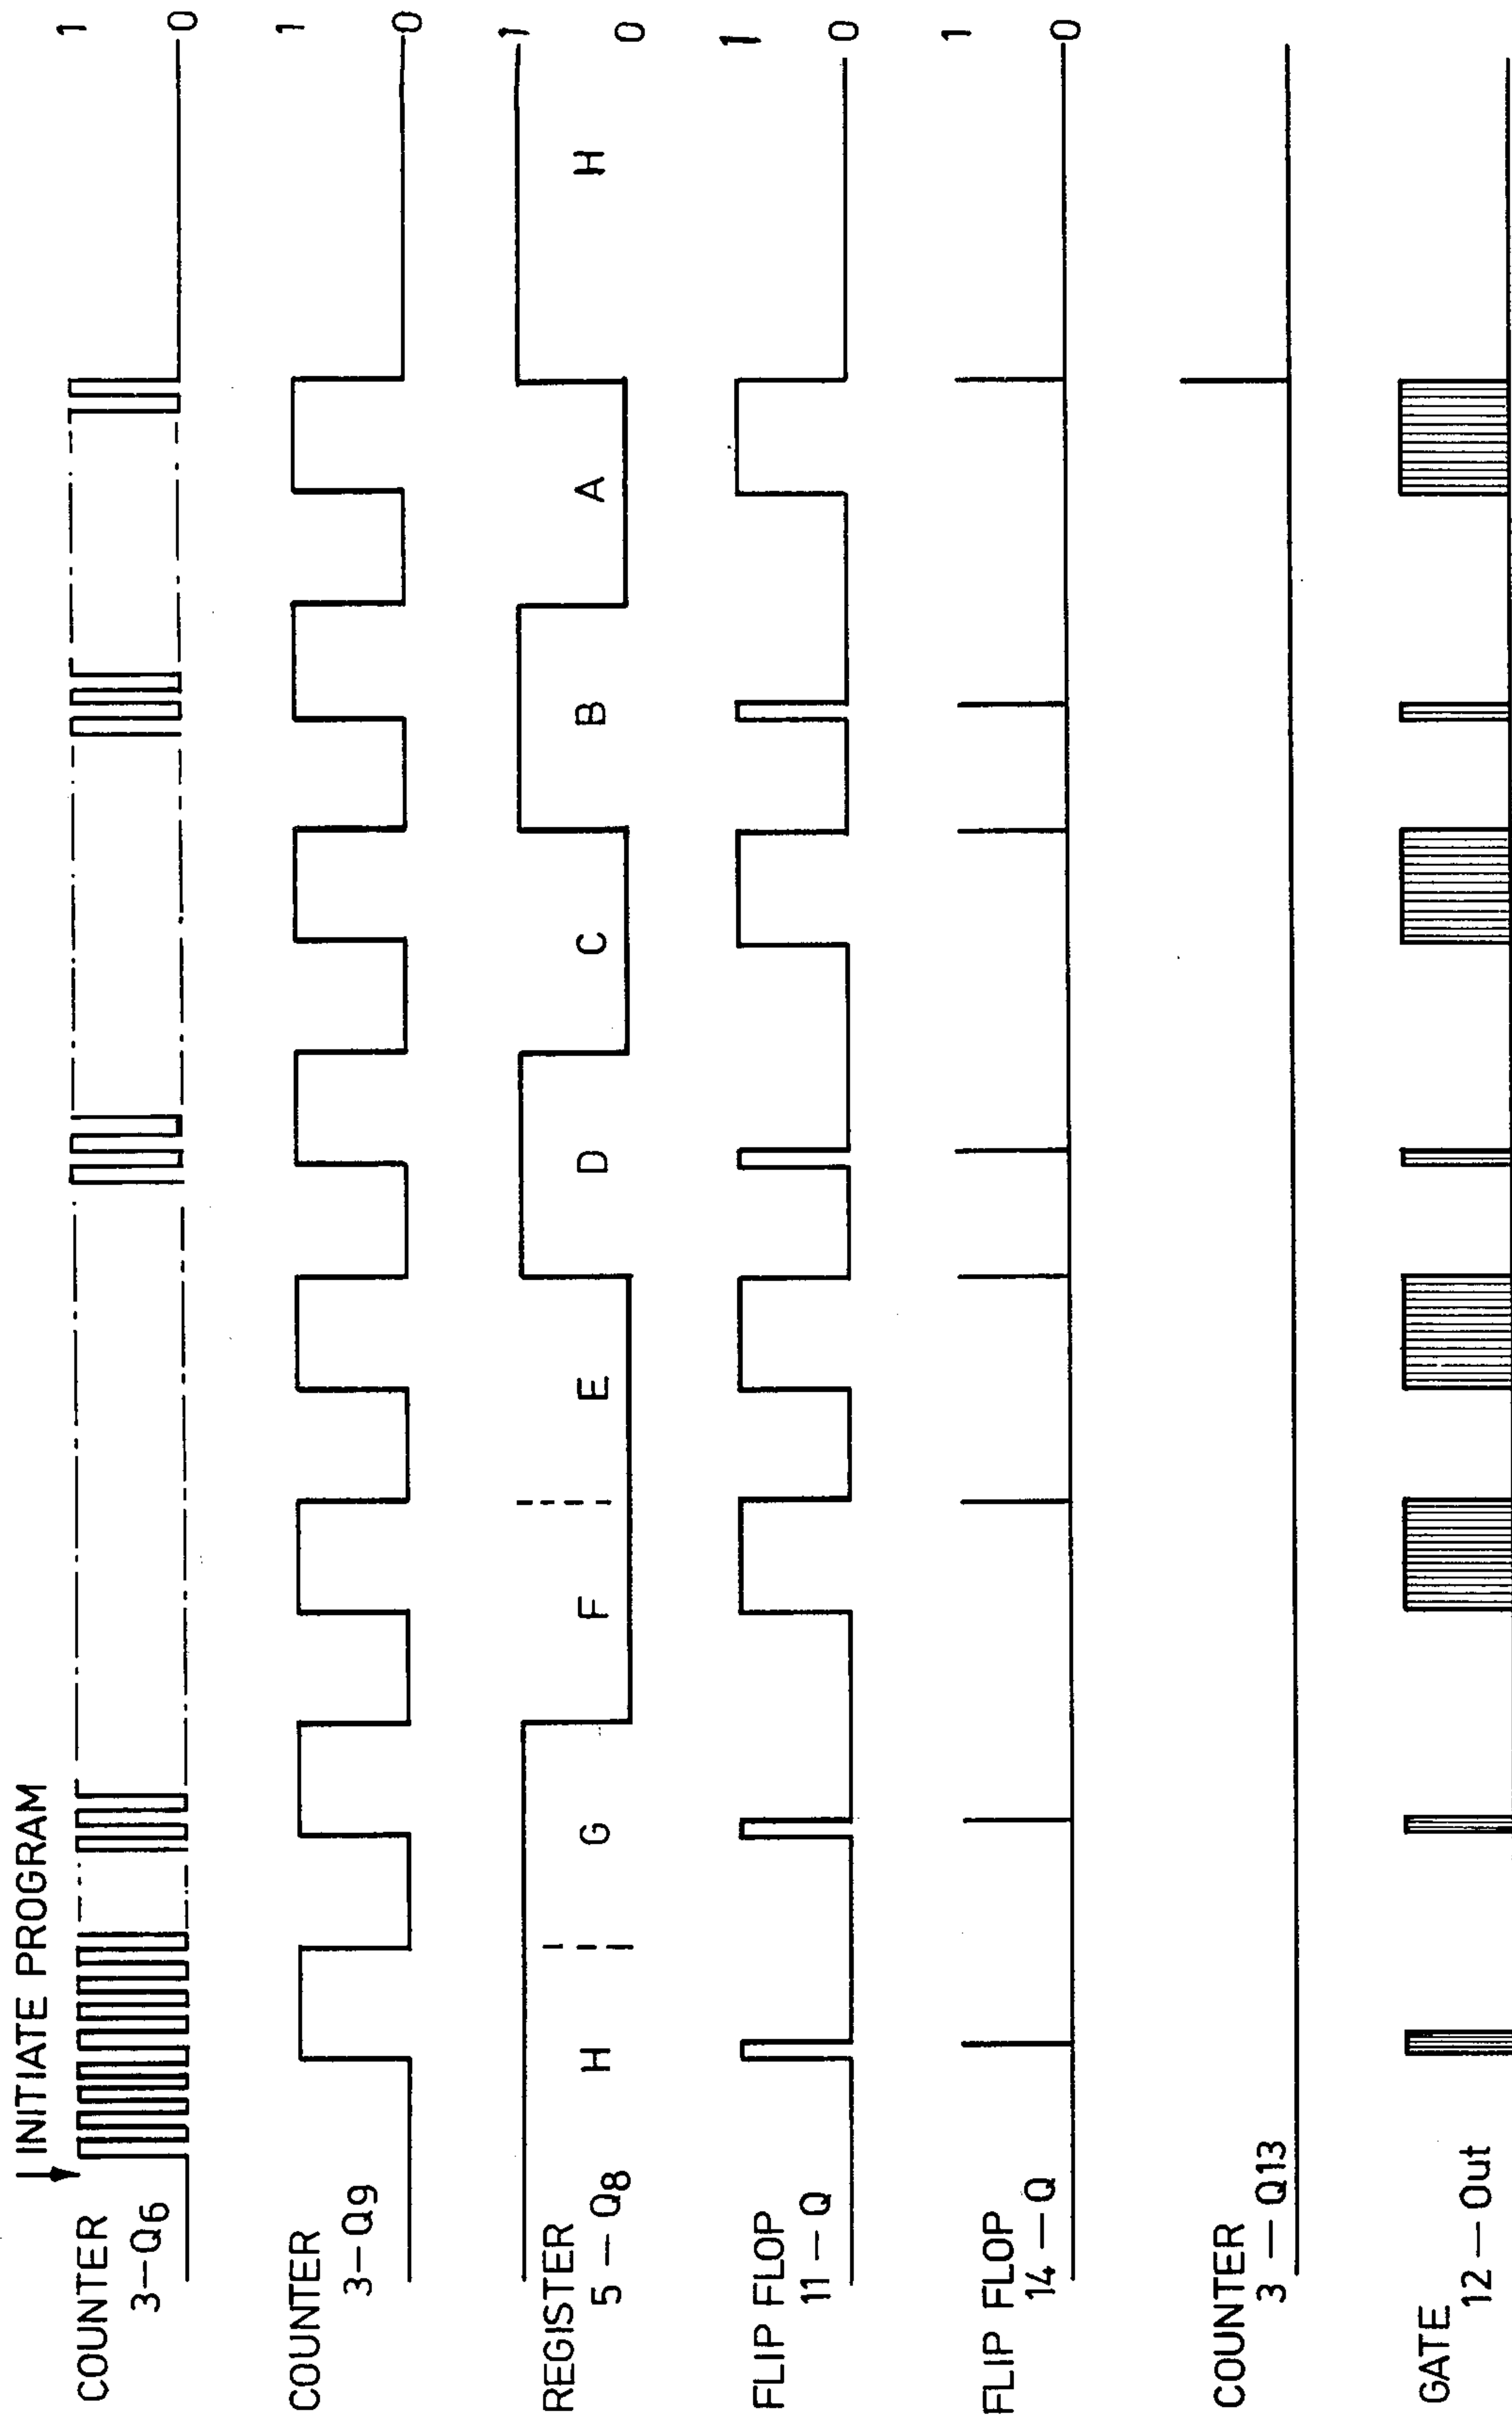 INITIATE PROGRAM
COUNTER
3—Q6
1
0
COUNTER
3—Q9
1
0
REGISTER
5—Q8
H
G
F
E
D
C
B
A
H
1
0
FLIP FLOP
11—Q
1
0
FLIP FLOP
14—Q
1
0
COUNTER
3—Q13
GATE
12—Out